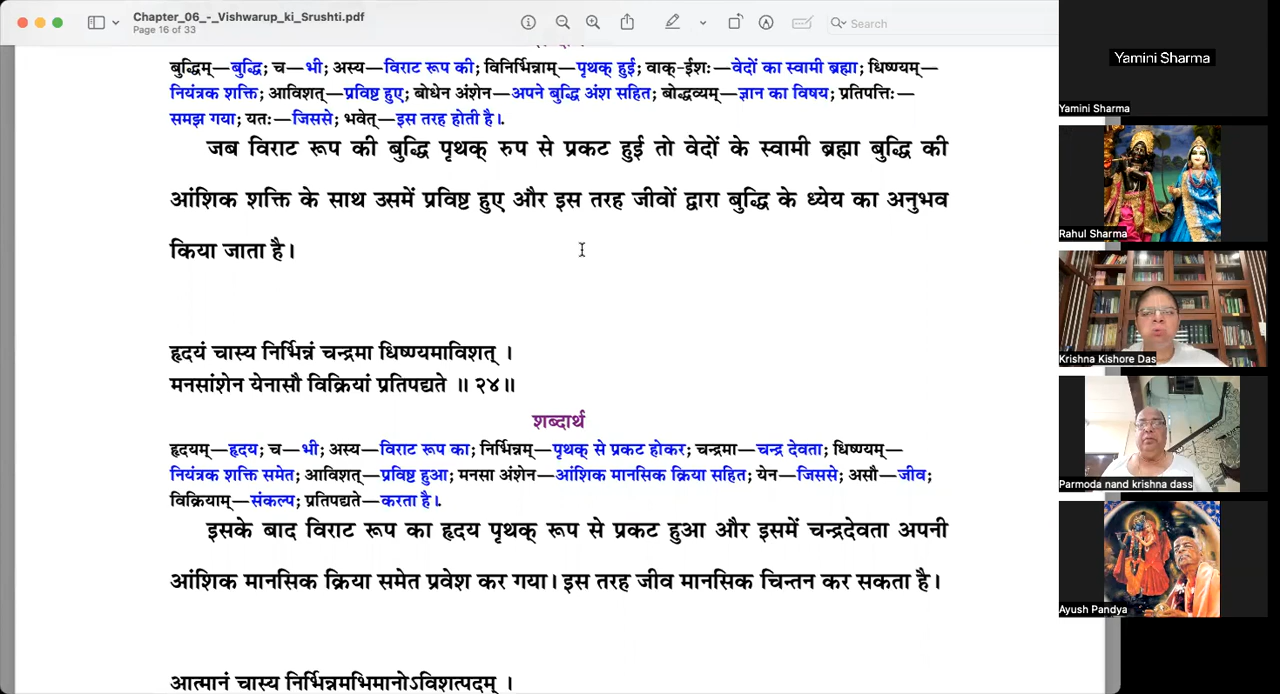 Chapter_06_-_Vishwarup_ki_Srushti.pdf
Page 16 of 33
Search
बुद्धिम्—बुद्धि; च—भी; अस्य—विराट रूप की; विनिर्भिन्नाम्—पृथक् हुई; वाक्-ईशः—वेदों का स्वामी ब्रह्मा; धिष्ण्यम्—
नियंत्रक शक्ति; आविशत्—प्रविष्ट हुए; बोधेन अंशेन—अपने बुद्धि अंश सहित; बोद्धव्यम्—ज्ञान का विषय; प्रतिपत्तिः—
समझ गया; यतः—जिससे; भवेत्—इस तरह होती है।.
जब विराट रूप की बुद्धि पृथक् रुप से प्रकट हुई तो वेदों के स्वामी ब्रह्मा बुद्धि की
आंशिक शक्ति के साथ उसमें प्रविष्ट हुए और इस तरह जीवों द्वारा बुद्धि के ध्येय का अनुभव
किया जाता है।
हृदयं चास्य निर्भिन्नं चन्द्रमा धिष्ण्यमाविशत् ।
मनसांशेन येनासौ विक्रियां प्रतिपद्यते ॥ २४॥
शब्दार्थ
हृदयम्—हृदय; च—भी; अस्य—विराट रूप का; निर्भिन्नम्—पृथक् से प्रकट होकर; चन्द्रमा—चन्द्र देवता; धिष्ण्यम्—
नियंत्रक शक्ति समेत; आविशत्—प्रविष्ट हुआ; मनसा अंशेन—आंशिक मानसिक क्रिया सहित; येन—जिससे; असौ—जीव;
विक्रियाम्—संकल्प; प्रतिपद्यते—करता है।.
इसके बाद विराट रूप का हृदय पृथक् रूप से प्रकट हुआ और इसमें चन्द्रदेवता अपनी
आंशिक मानसिक क्रिया समेत प्रवेश कर गया। इस तरह जीव मानसिक चिन्तन कर सकता है।
आत्मानं चास्य निर्भिन्नमभिमानोऽविशत्पदम् ।
Yamini Sharma
Yamini Sharma
Rahul Sharma
Krishna Kishore Das
Parmoda nand krishna dass
Ayush Pandya